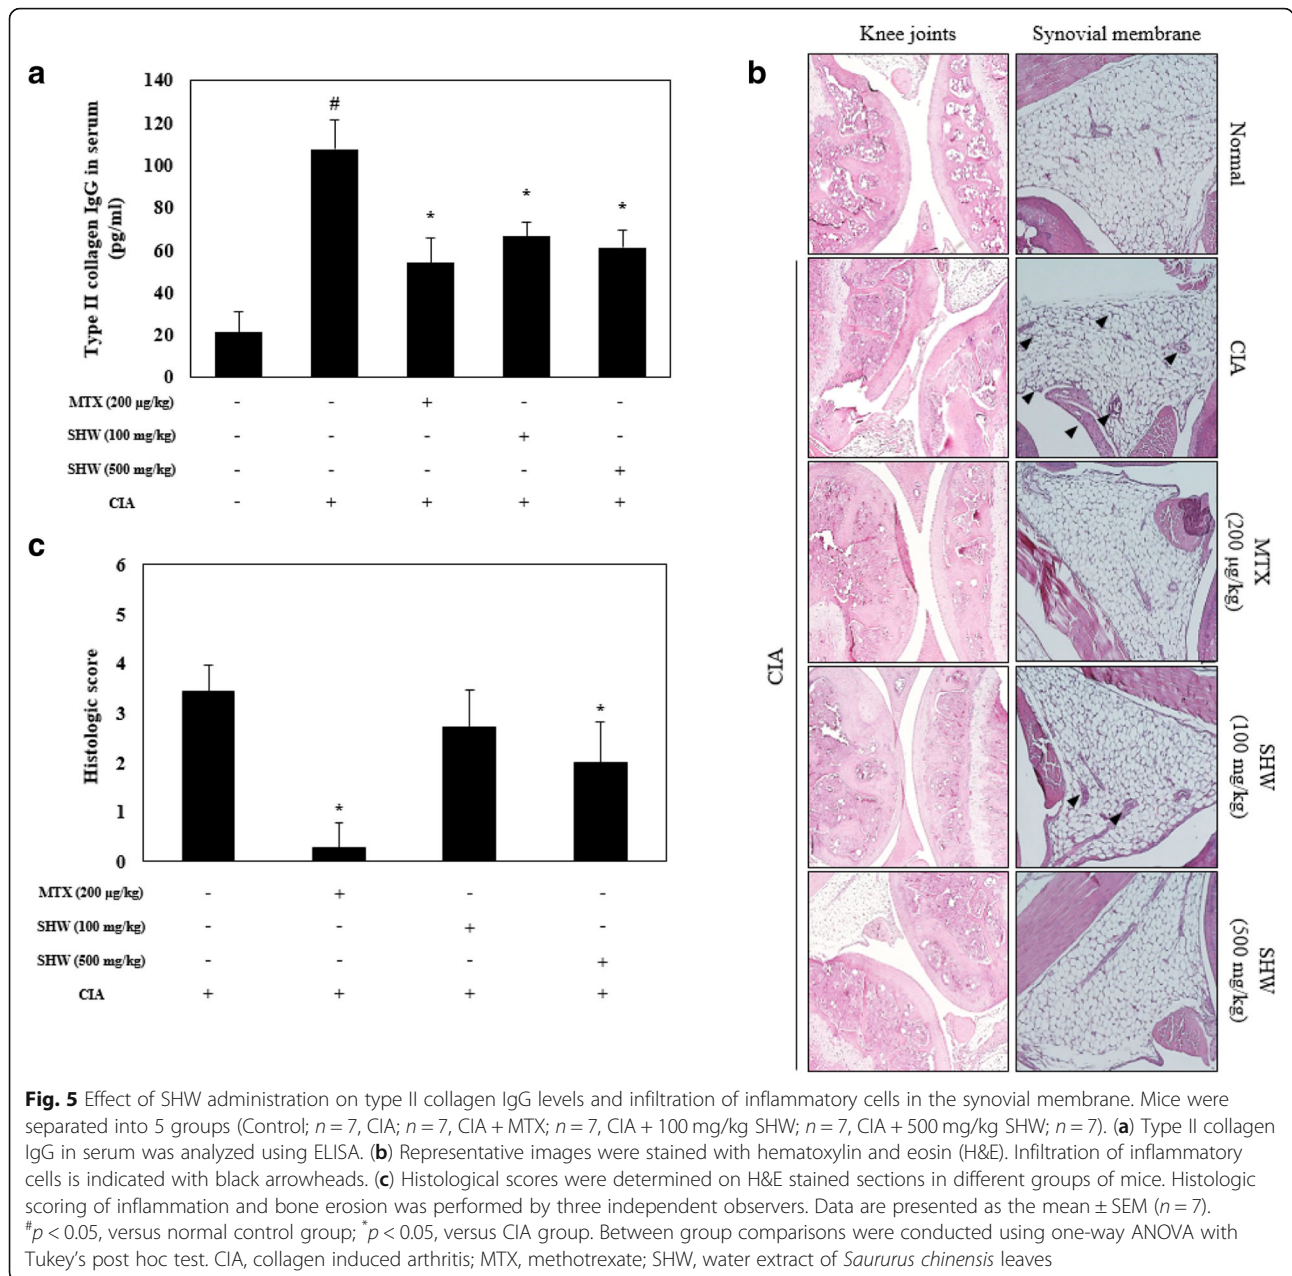 a
140
120
100
80
60
40
20
0
Type II collagen IgG in serum
(pg/ml)
#
*
*
*
MTX (200 µg/kg) - - + - -
SHW (100 mg/kg) - - - + -
SHW (500 mg/kg) - - - - +
CIA - + + + +
b
Knee joints Synovial membrane
Normal
CIA
MTX
(200 µg/kg)
SHW
(100 mg/kg)
SHW
(500 mg/kg)
CIA
c
6
5
4
3
2
1
0
Histologic score
*
*
MTX (200 µg/kg) - + - -
SHW (100 mg/kg) - - + -
SHW (500 mg/kg) - - - +
CIA + + + +
Fig. 5 Effect of SHW administration on type II collagen IgG levels and infiltration of inflammatory cells in the synovial membrane. Mice were
separated into 5 groups (Control; n = 7, CIA; n = 7, CIA + MTX; n = 7, CIA + 100 mg/kg SHW; n = 7, CIA + 500 mg/kg SHW; n = 7). (a) Type II collagen
IgG in serum was analyzed using ELISA. (b) Representative images were stained with hematoxylin and eosin (H&E). Infiltration of inflammatory
cells is indicated with black arrowheads. (c) Histological scores were determined on H&E stained sections in different groups of mice. Histologic
scoring of inflammation and bone erosion was performed by three independent observers. Data are presented as the mean ± SEM (n = 7).
#p < 0.05, versus normal control group; *p < 0.05, versus CIA group. Between group comparisons were conducted using one-way ANOVA with
Tukey's post hoc test. CIA, collagen induced arthritis; MTX, methotrexate; SHW, water extract of Saururus chinensis leaves